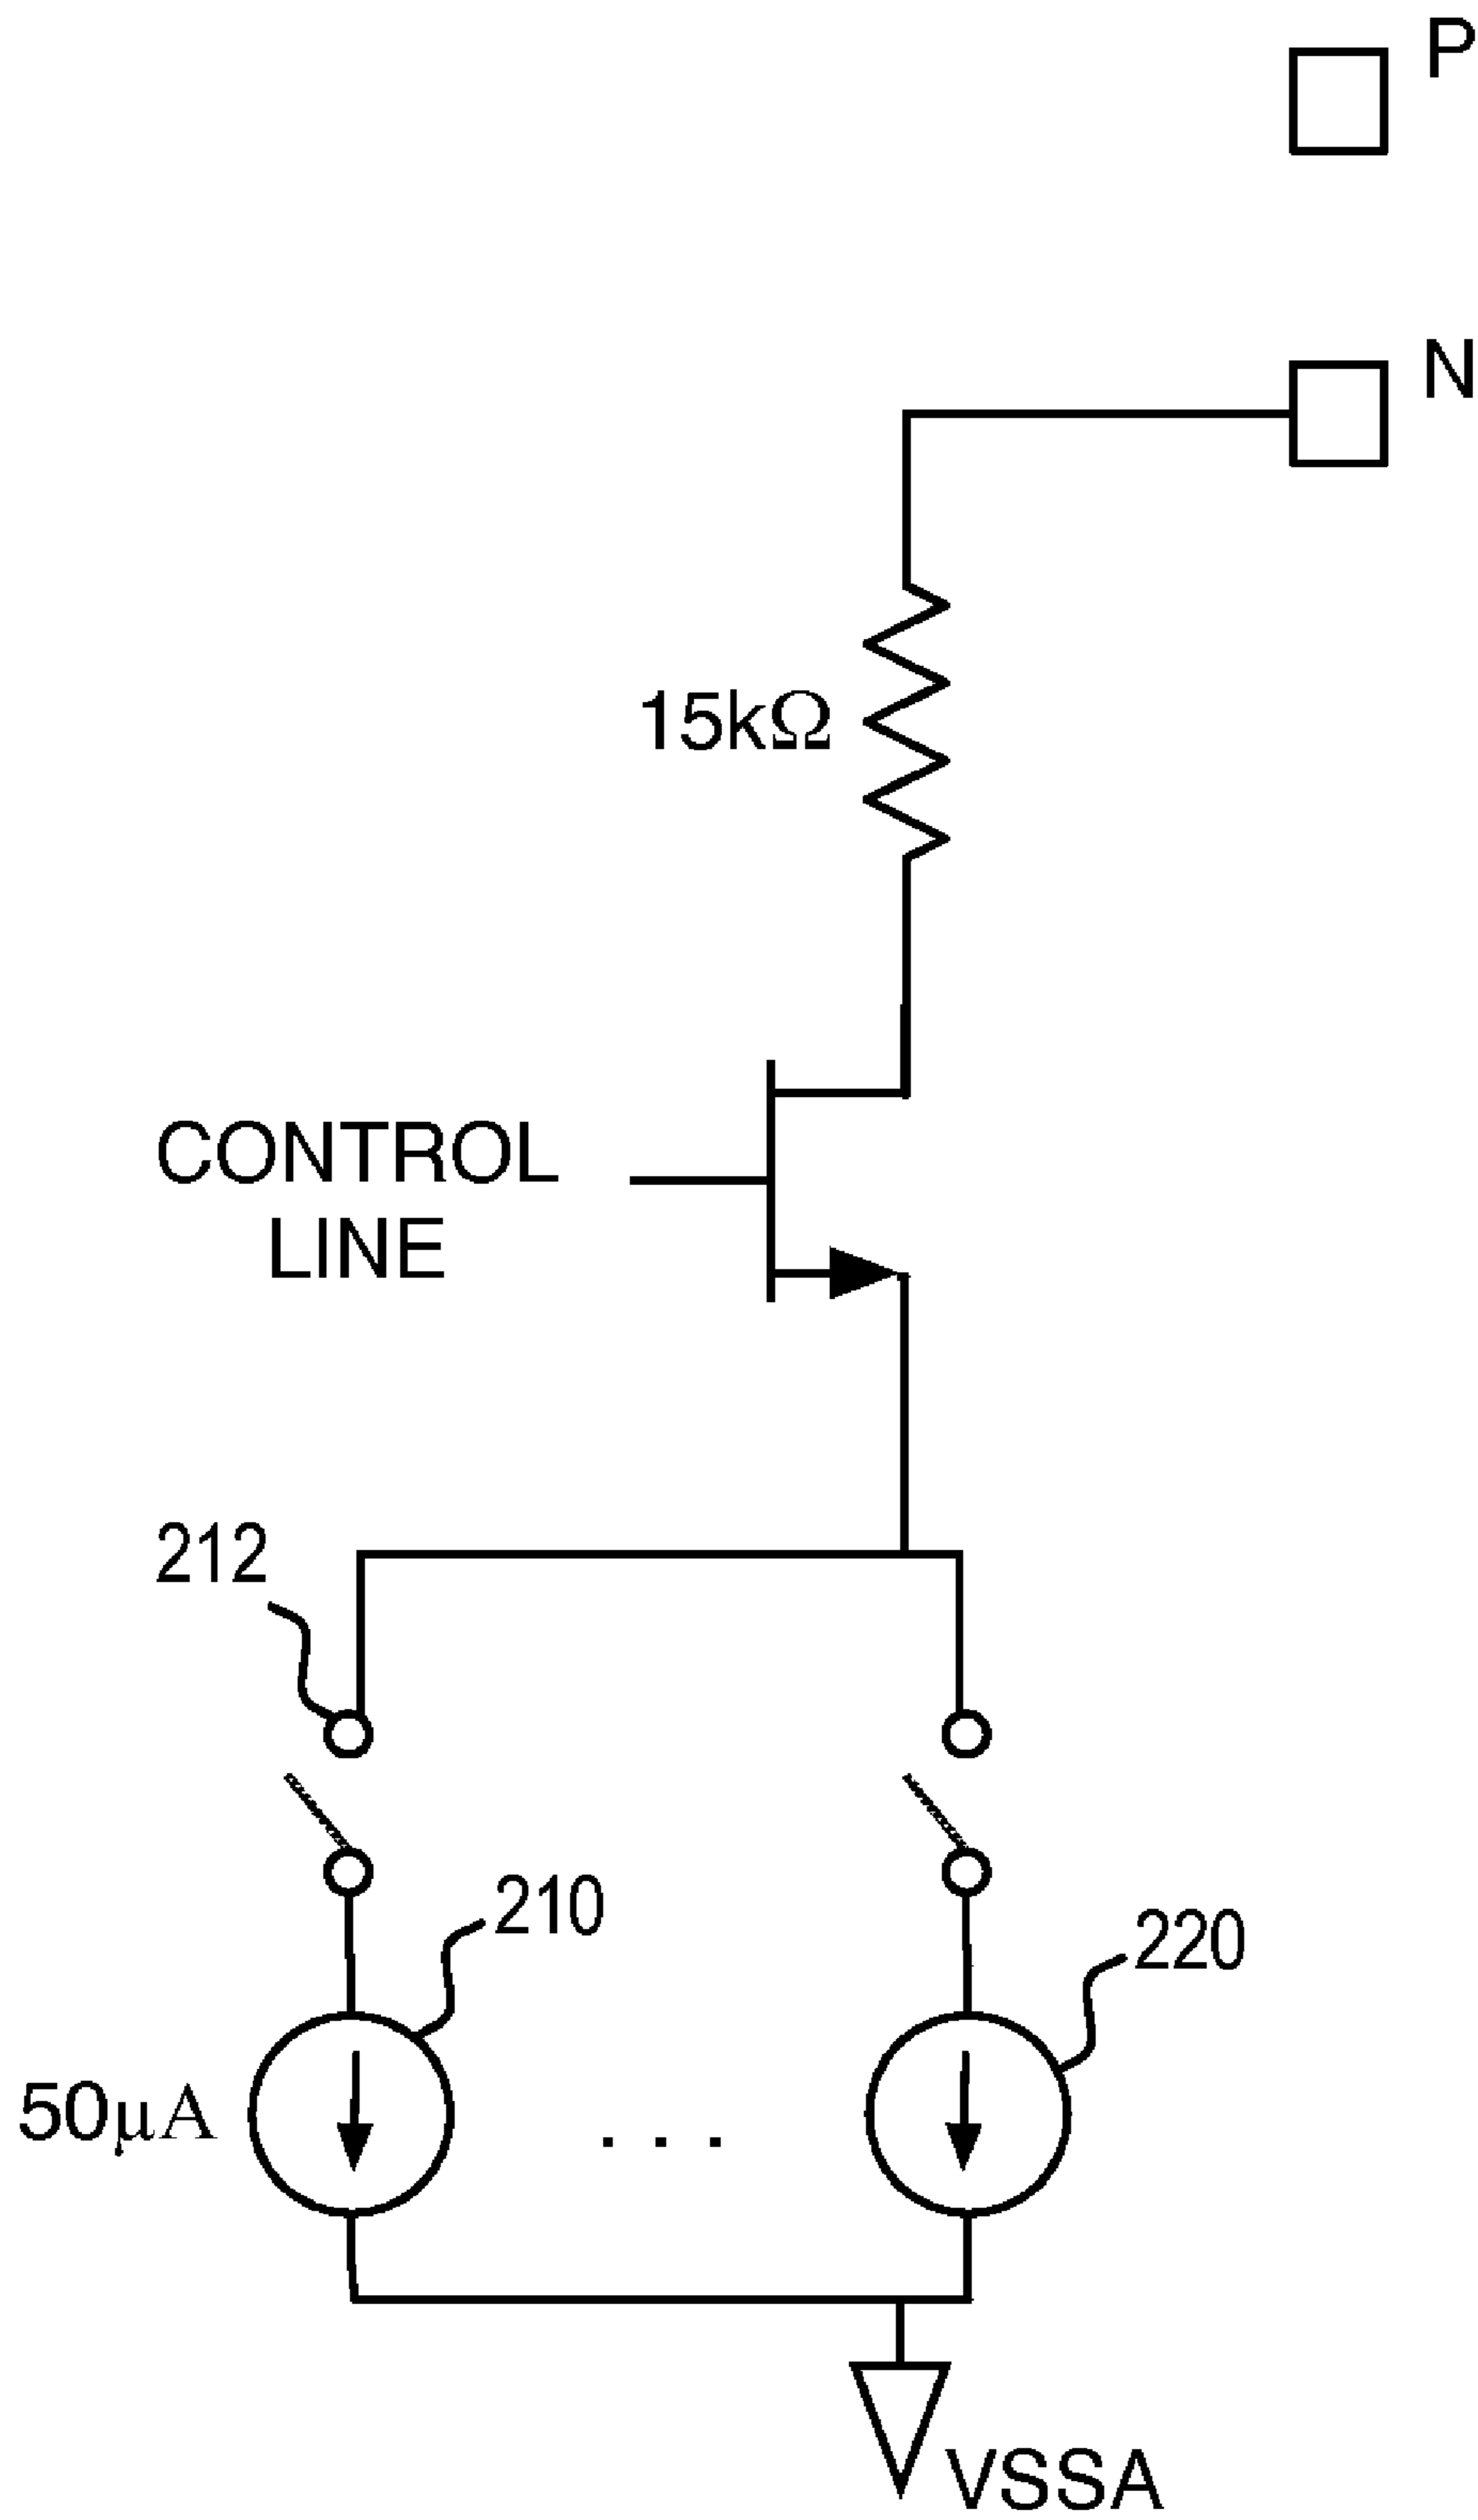 P
N
15kΩ
CONTROL
LINE
212
210
220
50µA
. . .
VSSA